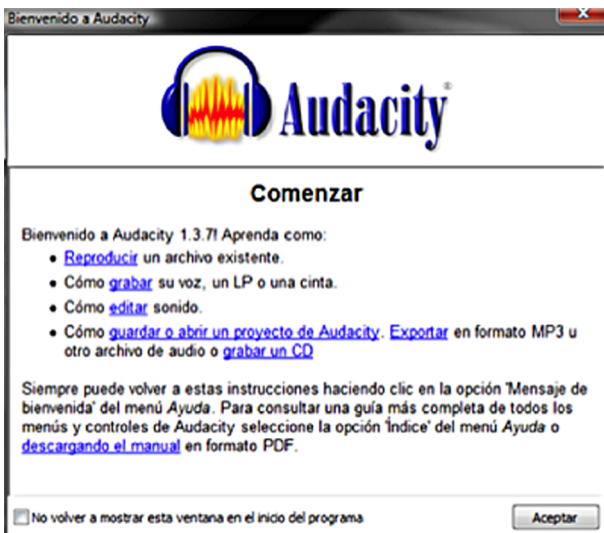 Bienvenido a Audacity
Audacity®
Comenzar
Bienvenido a Audacity 1.3.7! Aprenda como:
• Reproducir un archivo existente.
• Cómo grabar su voz, un LP o una cinta.
• Cómo editar sonido.
• Cómo guardar o abrir un proyecto de Audacity. Exportar en formato MP3 u
otro archivo de audio o grabar un CD
Siempre puede volver a estas instrucciones haciendo clic en la opción 'Mensaje de
bienvenida' del menú Ayuda. Para consultar una guía más completa de todos los
menús y controles de Audacity seleccione la opción 'Índice' del menú Ayuda o
descargando el manual en formato PDF.
No volver a mostrar esta ventana en el inicio del programa
Aceptar